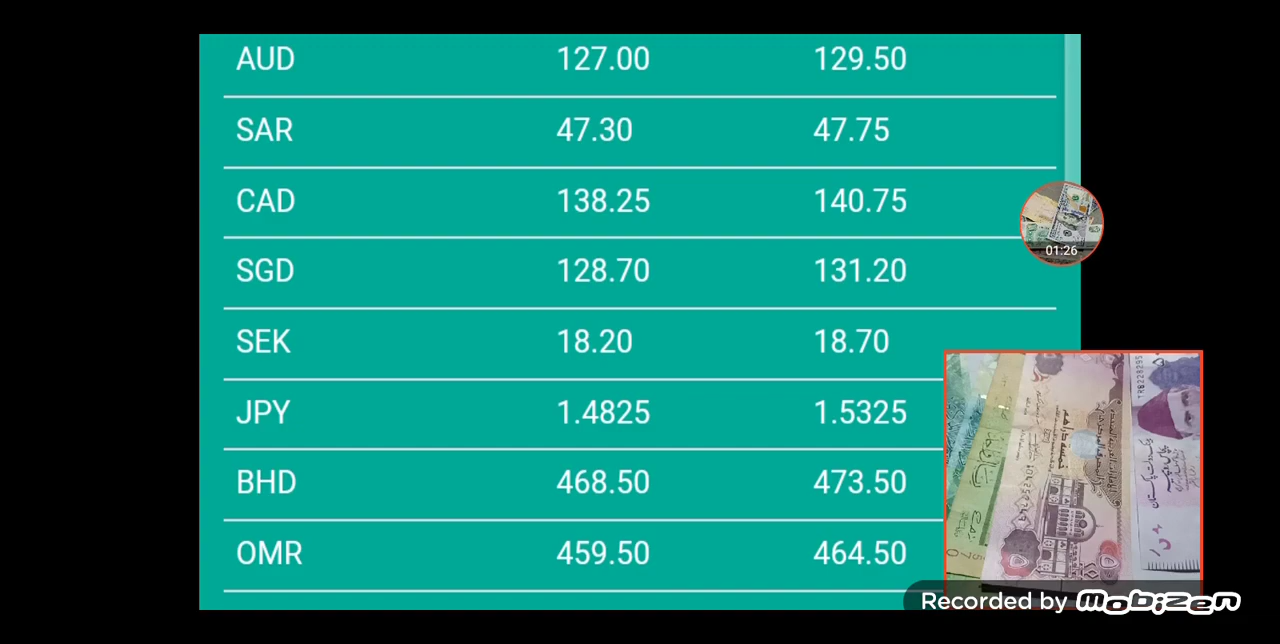 AUD 127.00 129.50
SAR 47.30 47.75
CAD 138.25 140.75
01:26
SGD 128.70 131.20
SEK 18.20 18.70
JPY 1.4825 1.5325
BHD 468.50 473.50
OMR 459.50 464.50
Recorded by mobizen